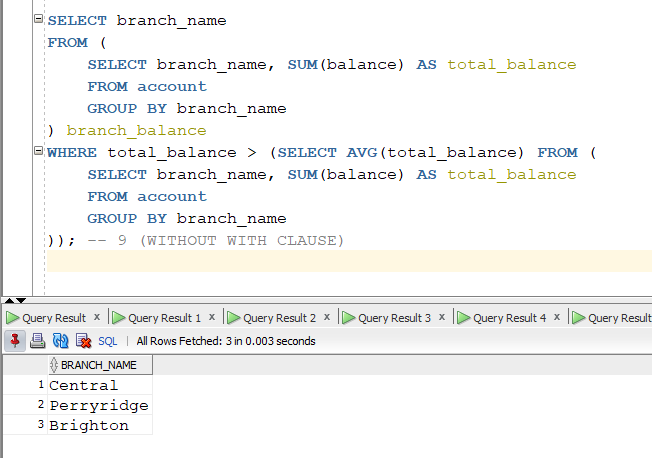 SELECT branch_name
FROM (
SELECT branch_name, SUM(balance) AS total_balance
FROM account
GROUP BY branch_name
) branch_balance
WHERE total_balance > (SELECT AVG(total_balance) FROM (
SELECT branch_name, SUM(balance) AS total_balance
FROM account
GROUP BY branch_name
)); -- 9 (WITHOUT WITH CLAUSE)
Query Result x Query Result 1 x Query Result 2 x Query Result 3 x Query Result 4 x Query Result
SQL | All Rows Fetched: 3 in 0.003 seconds
BRANCH_NAME
1 Central
2 Perryridge
3 Brighton